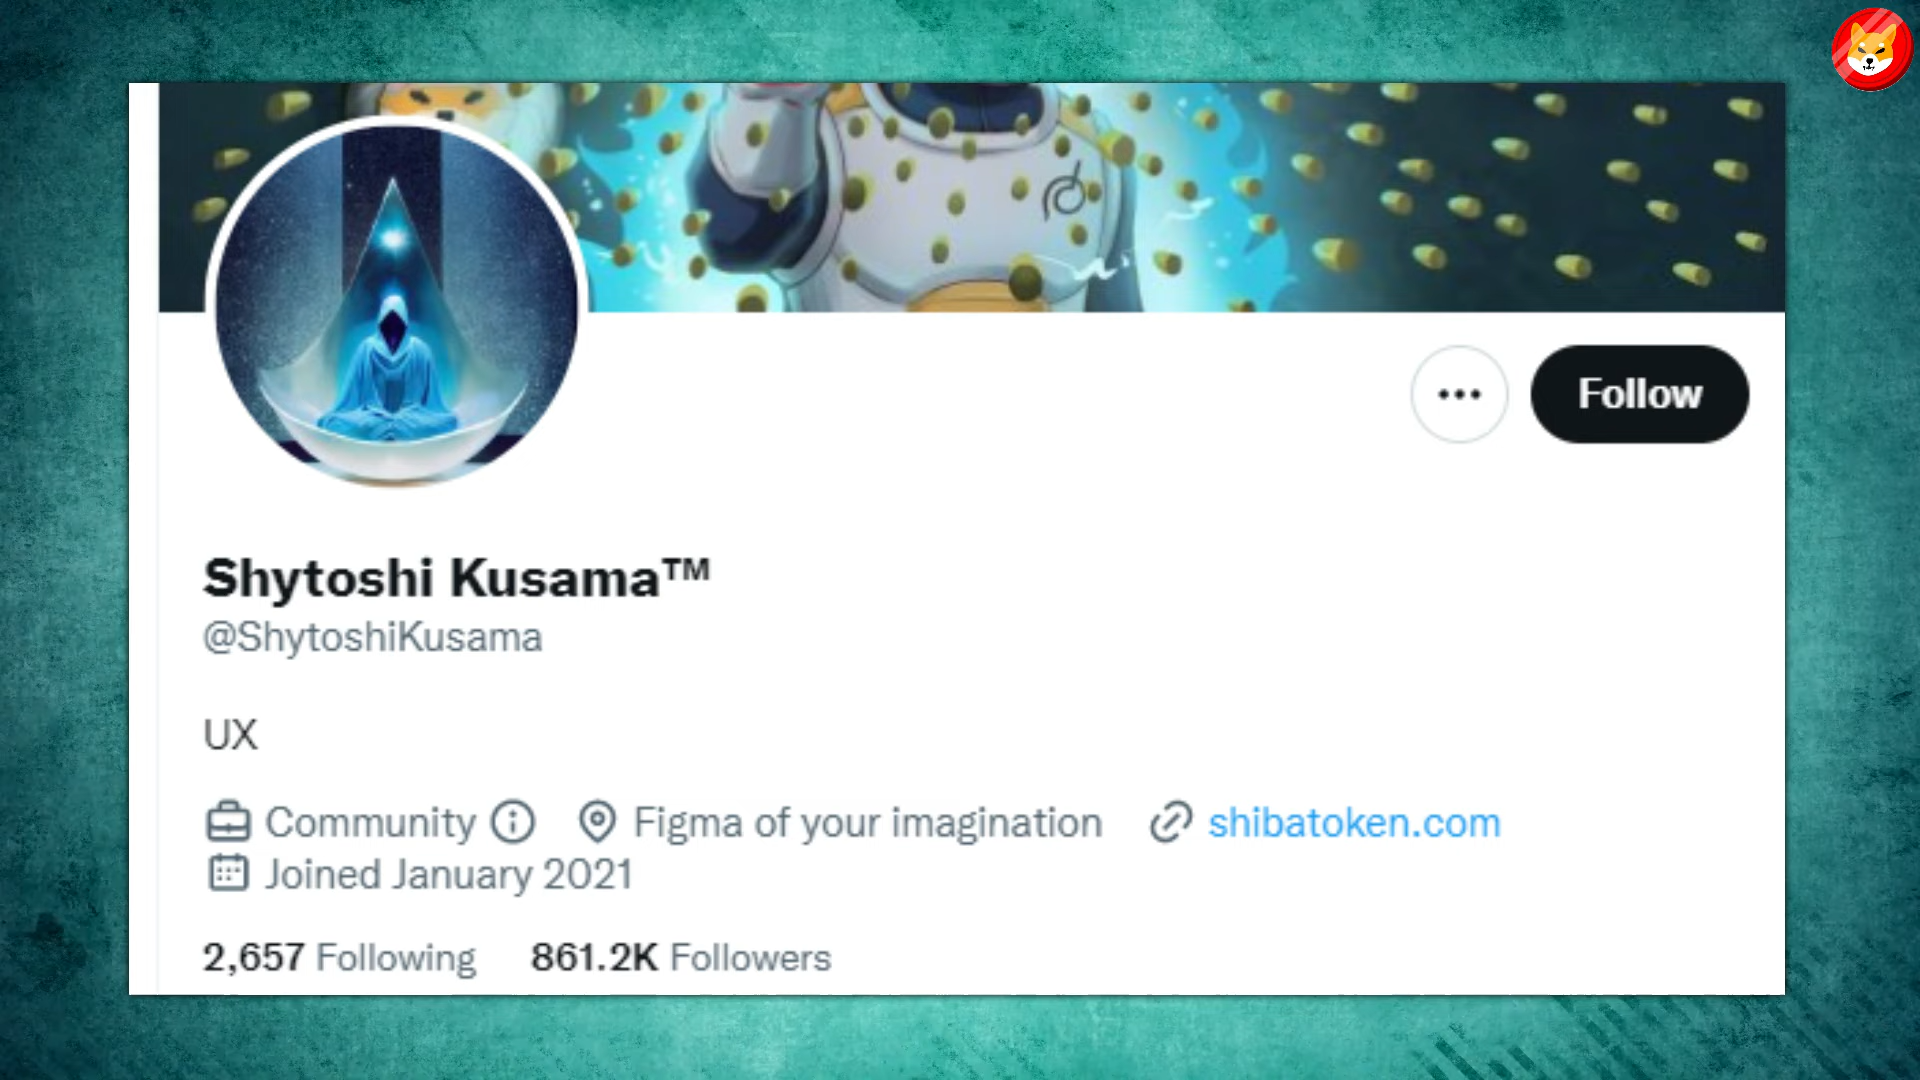 Follow
Shytoshi Kusama™
@ShytoshiKusama
UX
Community Figma of your imagination shibatoken.com
Joined January 2021
2,657 Following 861.2K Followers